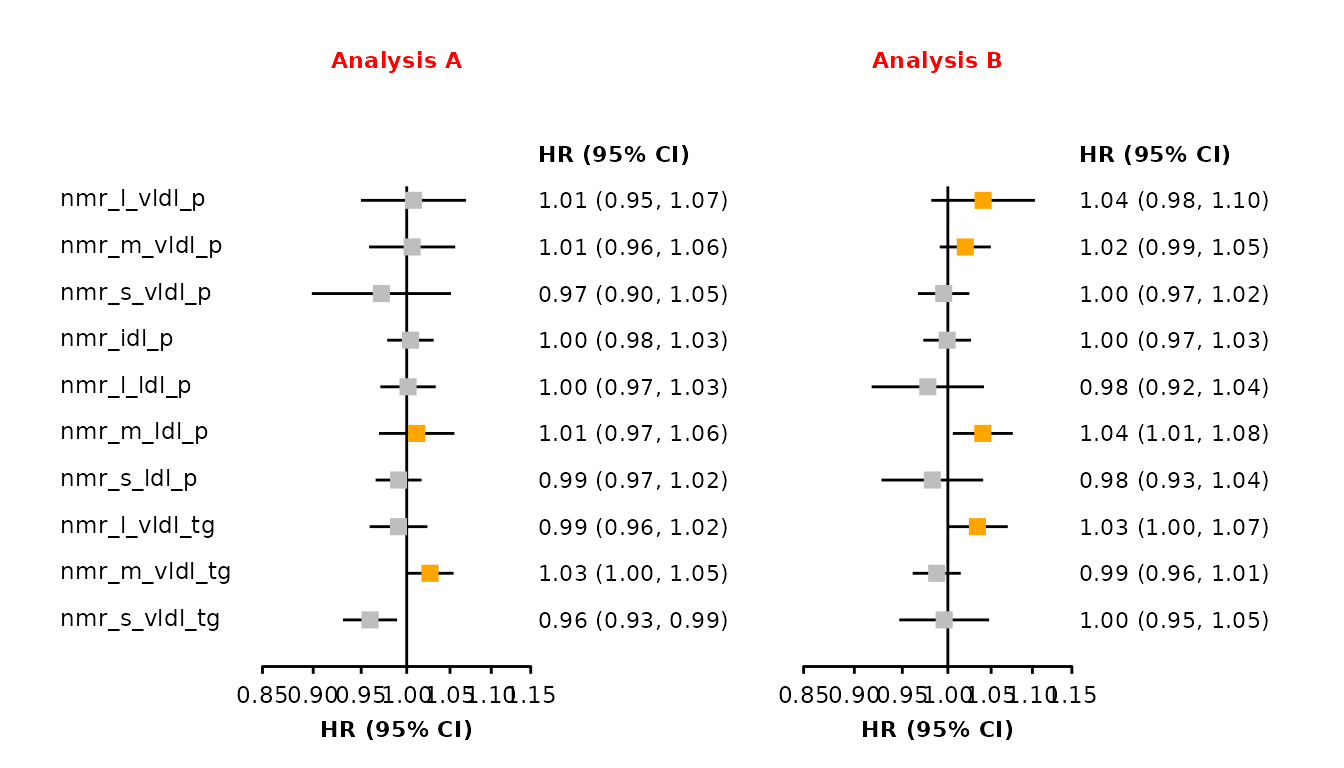 Analysis A Analysis B
HR (95% CI) HR (95% CI)
nmr_l_vldl_p 1.01 (0.95, 1.07) 1.04 (0.98, 1.10)
nmr_m_vldl_p 1.01 (0.96, 1.06) 1.02 (0.99, 1.05)
nmr_s_vldl_p 0.97 (0.90, 1.05) 1.00 (0.97, 1.02)
nmr_idl_p 1.00 (0.98, 1.03) 1.00 (0.97, 1.03)
nmr_l_ldl_p 1.00 (0.97, 1.03) 0.98 (0.92, 1.04)
nmr_m_ldl_p 1.01 (0.97, 1.06) 1.04 (1.01, 1.08)
nmr_s_ldl_p 0.99 (0.97, 1.02) 0.98 (0.93, 1.04)
nmr_l_vldl_tg 0.99 (0.96, 1.02) 1.03 (1.00, 1.07)
nmr_m_vldl_tg 1.03 (1.00, 1.05) 0.99 (0.96, 1.01)
nmr_s_vldl_tg 0.96 (0.93, 0.99) 1.00 (0.95, 1.05)
0.85 0.90 0.95 1.00 1.05 1.10 1.15 0.85 0.90 0.95 1.00 1.05 1.10 1.15
HR (95% CI) HR (95% CI)